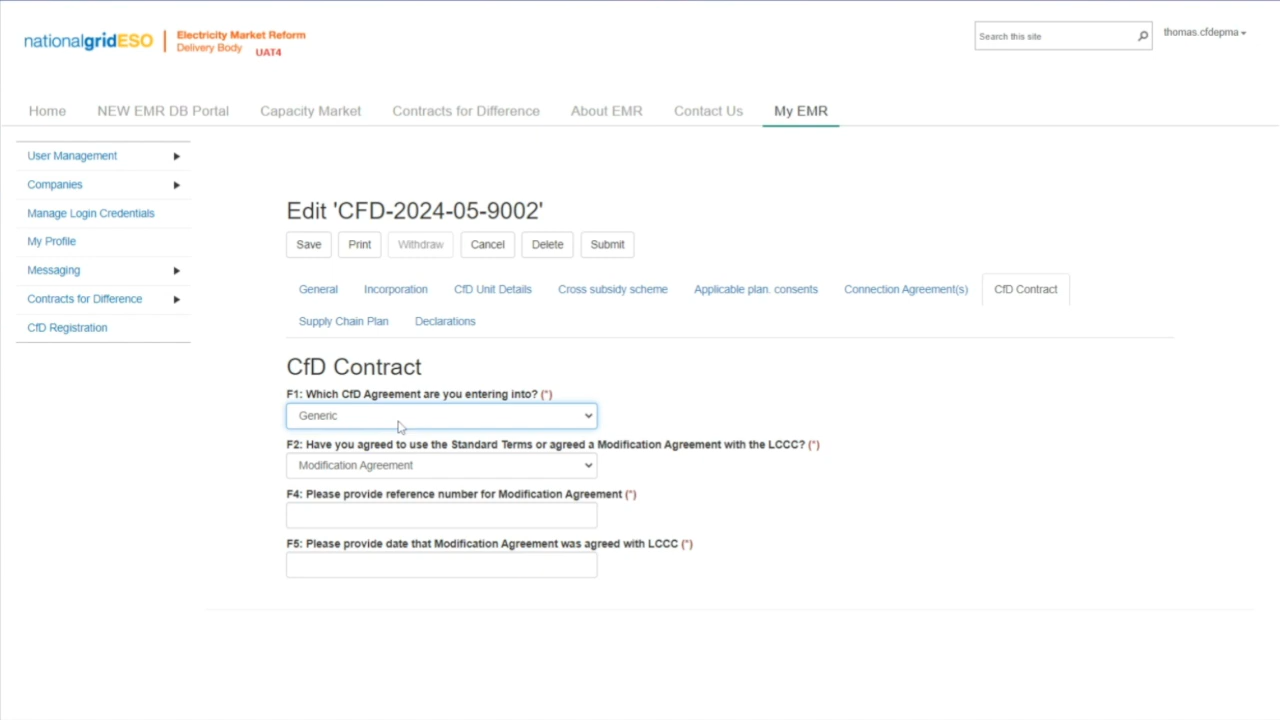 nationalgridESO
Electricity Market Reform
Delivery Body
UAT4
Search this site
thomas.cfdepma
Home NEW EMR DB Portal Capacity Market Contracts for Difference About EMR Contact Us My EMR
User Management
Companies
Manage Login Credentials
My Profile
Messaging
Contracts for Difference
CfD Registration
Edit 'CFD-2024-05-9002'
Save Print Withdraw Cancel Delete Submit
General Incorporation CfD Unit Details Cross subsidy scheme Applicable plan. consents Connection Agreement(s) CfD Contract
Supply Chain Plan Declarations
CfD Contract
F1: Which CfD Agreement are you entering into? (*)
Generic
F2: Have you agreed to use the Standard Terms or agreed a Modification Agreement with the LCCC? (*)
Modification Agreement
F4: Please provide reference number for Modification Agreement (*)
F5: Please provide date that Modification Agreement was agreed with LCCC (*)